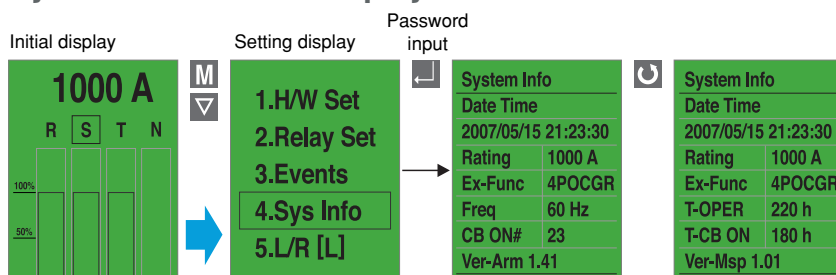 Password
Initial display
Setting display
input
1000 A
R S T N
100%
50%
M
1.H/W Set
2.Relay Set
3.Events
4.Sys Info
5.L/R [L]
System Info
Date Time
2007/05/15 21:23:30
Rating 1000 A
Ex-Func 4POCGR
Freq 60 Hz
CB ON# 23
Ver-Arm 1.41
System Info
Date Time
2007/05/15 21:23:30
Rating 1000 A
Ex-Func 4POCGR
T-OPER 220 h
T-CB ON 180 h
Ver-Msp 1.01